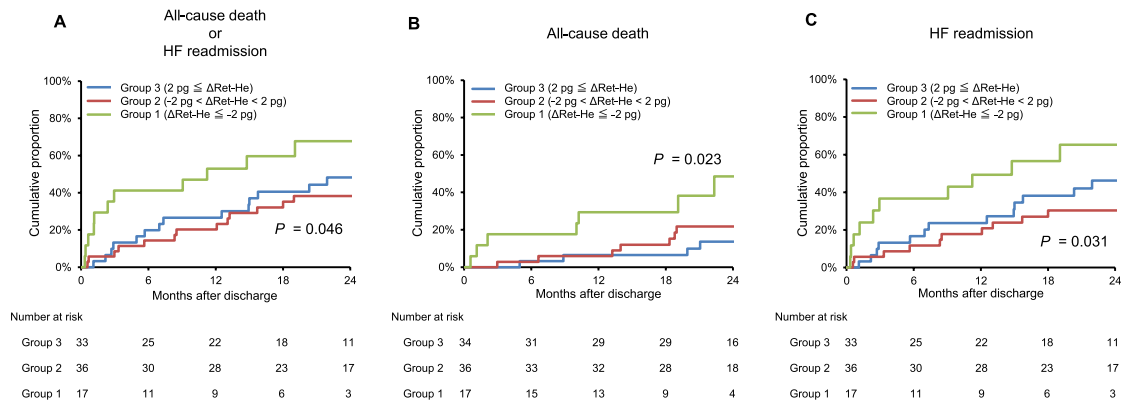 A
All-cause death
or
HF readmission
100%
80%
60%
40%
20%
0%
Cumulative proportion
Group 3 (2 pg ≦ ΔRet-He)
Group 2 (-2 pg < ΔRet-He < 2 pg)
Group 1 (ΔRet-He ≦ -2 pg)
P = 0.046
0 6 12 18 24
Months after discharge
Number at risk
Group 3 33 25 22 18 11
Group 2 36 30 28 23 17
Group 1 17 11 9 6 3
B
All-cause death
100%
80%
60%
40%
20%
0%
Cumulative proportion
Group 3 (2 pg ≦ ΔRet-He)
Group 2 (-2 pg < ΔRet-He < 2 pg)
Group 1 (ΔRet-He ≦ -2 pg)
P = 0.023
0 6 12 18 24
Months after discharge
Number at risk
Group 3 34 31 29 29 16
Group 2 36 33 32 28 18
Group 1 17 15 13 9 4
C
HF readmission
100%
80%
60%
40%
20%
0%
Cumulative proportion
Group 3 (2 pg ≦ ΔRet-He)
Group 2 (-2 pg < ΔRet-He < 2 pg)
Group 1 (ΔRet-He ≦ -2 pg)
P = 0.031
0 6 12 18 24
Months after discharge
Number at risk
Group 3 33 25 22 18 11
Group 2 36 30 28 23 17
Group 1 17 11 9 6 3